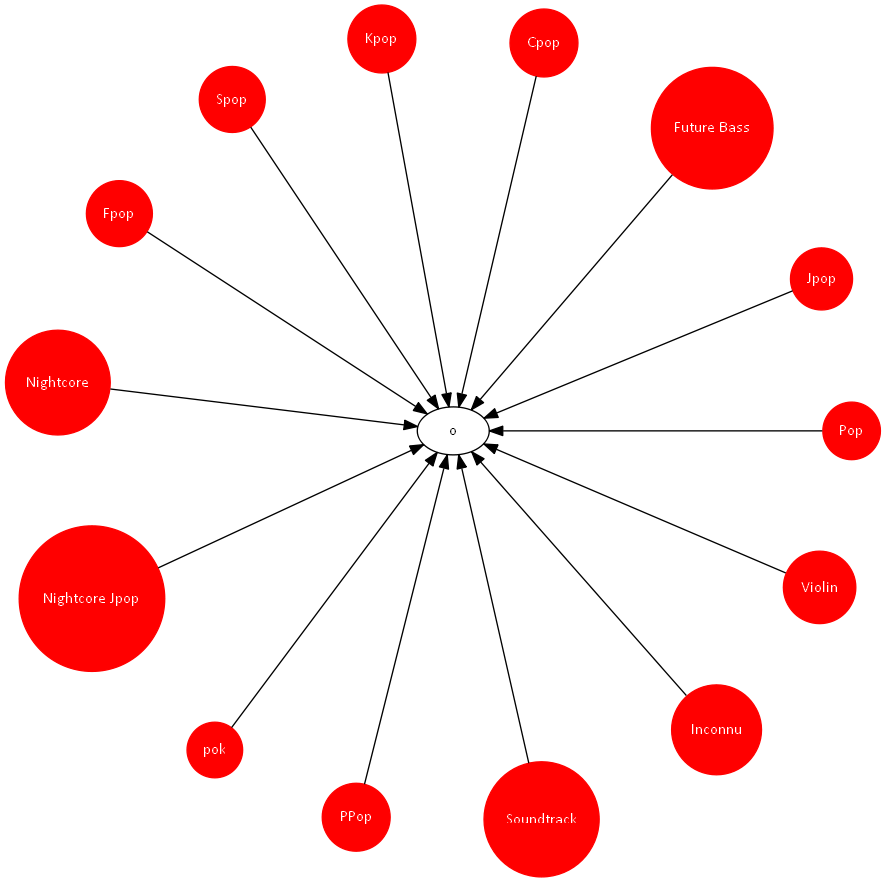 Kpop
Cpop
Spop
Future Bass
Fpop
Jpop
Nightcore
o
Pop
Violin
Nightcore Jpop
Inconnu
pok
PPop
Soundtrack